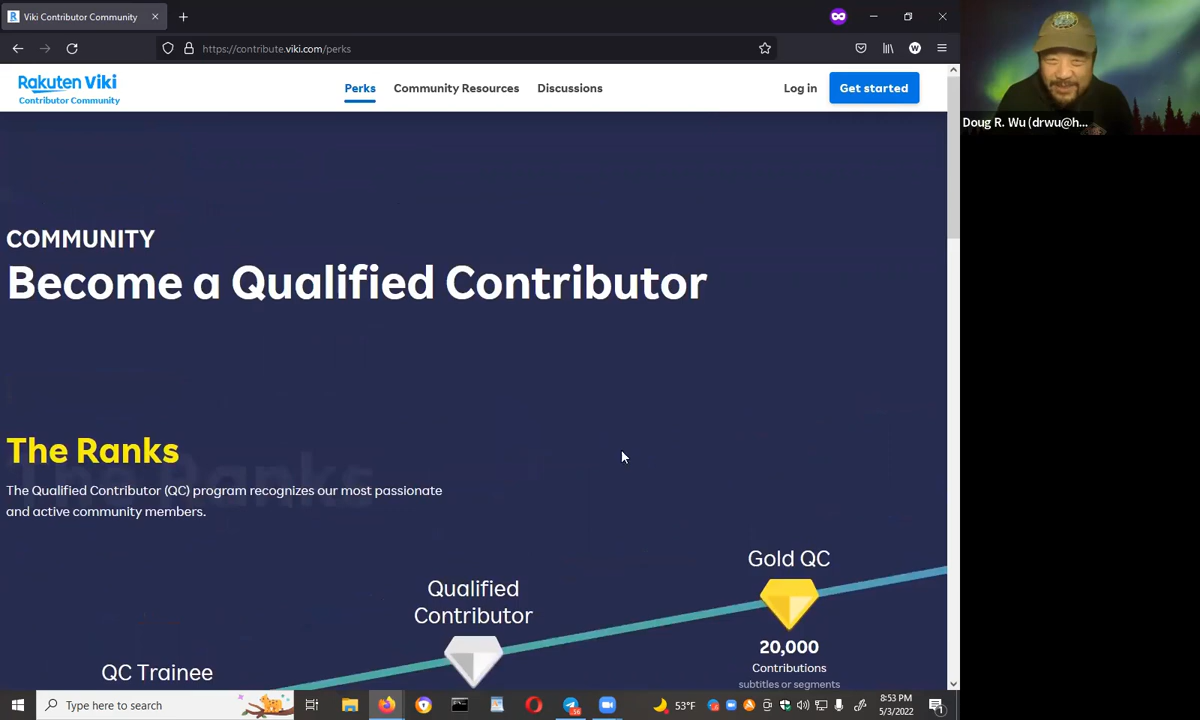 Viki Contributor Community
https://contribute.viki.com/perks
Rakuten Viki
Contributor Community
Perks
Community Resources
Discussions
Log in
Get started
Doug R. Wu (drwu@h...
COMMUNITY
Become a Qualified Contributor
The Ranks
The Ranks
The Qualified Contributor (QC) program recognizes our most passionate
and active community members.
Gold QC
20,000
Contributions
subtitles or segments
Qualified
Contributor
QC Trainee
Type here to search
53°F
8:53 PM
5/3/2022